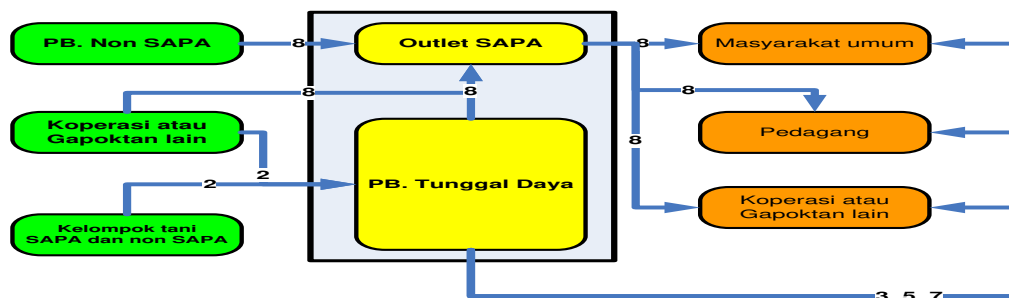 PB. Non SAPA
8
Outlet SAPA
8
Masyarakat umum
8
8
8
Koperasi atau
Gapoktan lain
Pedagang
8
2
2
PB. Tunggal Daya
Koperasi atau
Gapoktan lain
Kelompok tani
SAPA dan non SAPA
3, 5, 7